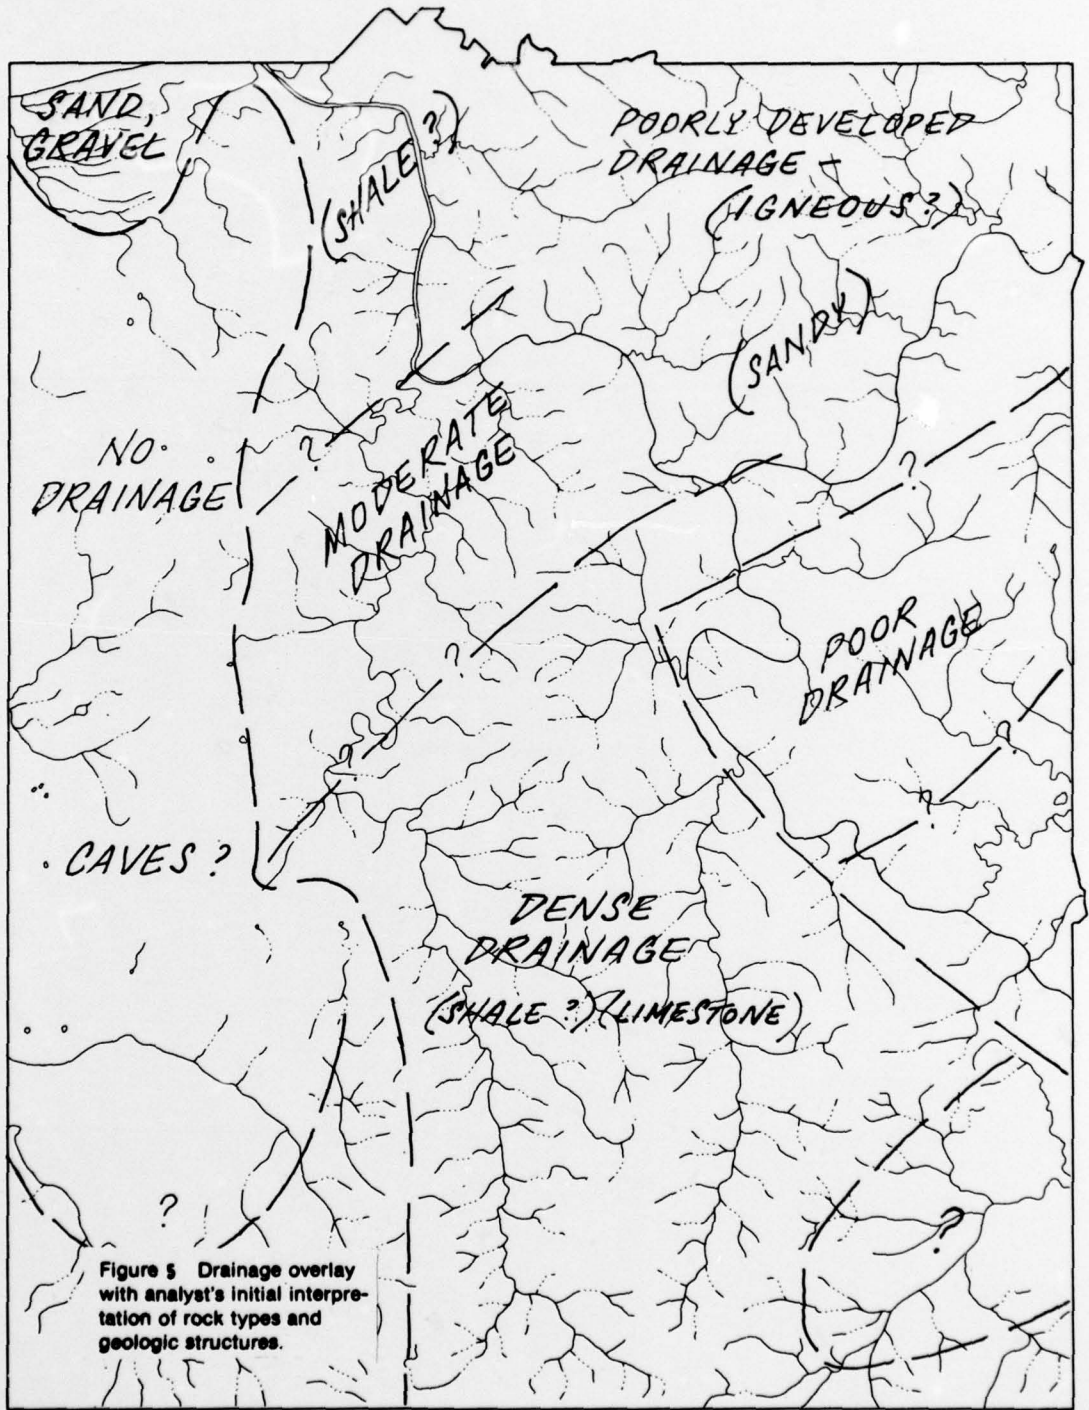 SAND,
GRAVEL
(SHALE ?)
POORLY DEVELOPED
DRAINAGE –
(IGNEOUS ?)
(SANDY)
NO
DRAINAGE
?
MODERATE
DRAINAGE
?
?
POOR
DRAINAGE
?
?
?
CAVES ?
DENSE
DRAINAGE
(SHALE ?) (LIMESTONE)
?
?
Figure 5 Drainage overlay
with analyst's initial interpre-
tation of rock types and
geologic structures.